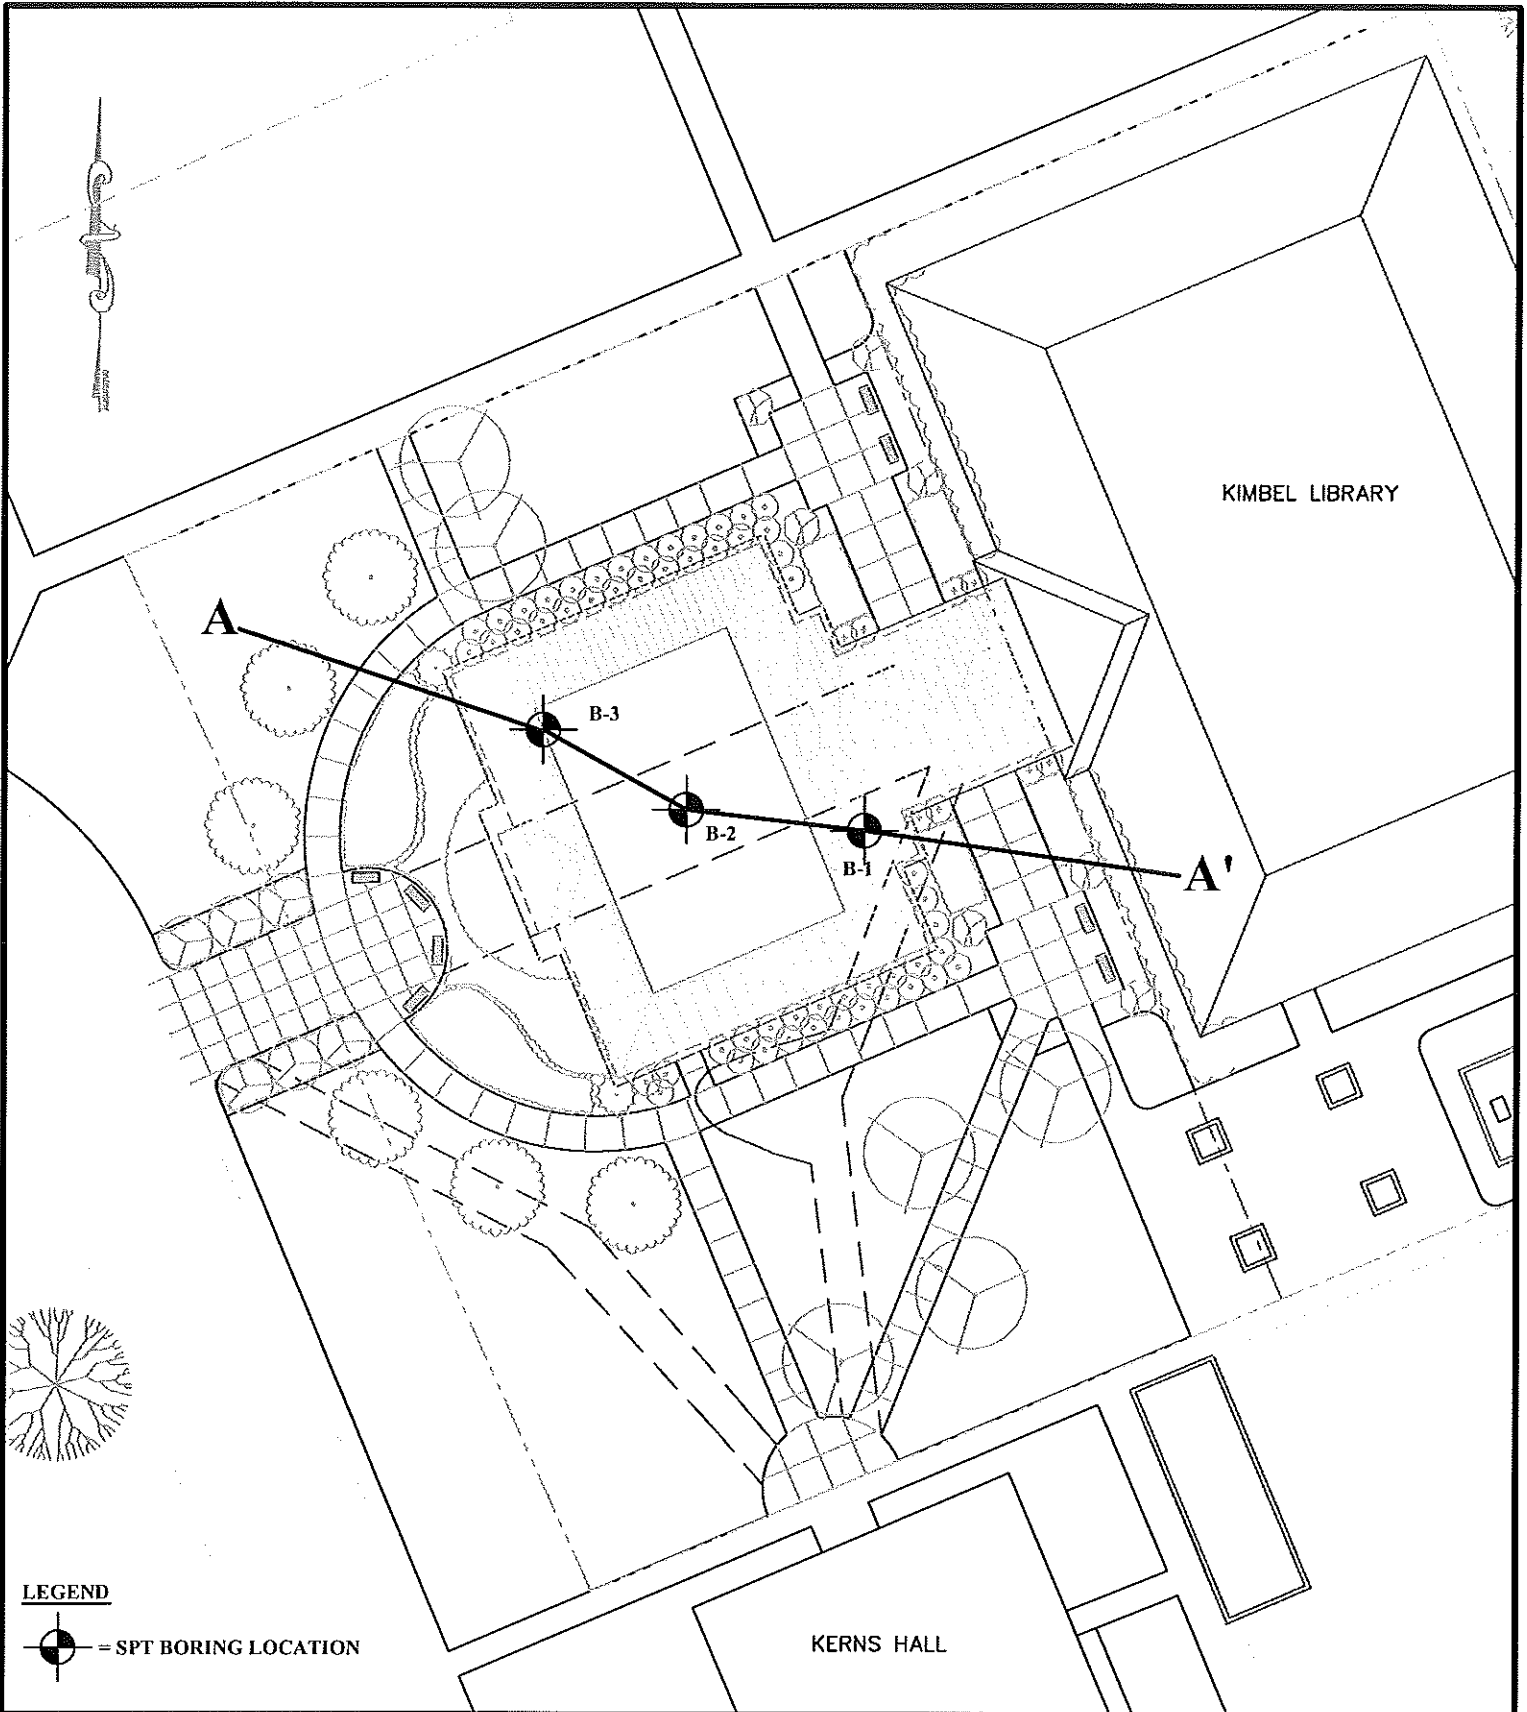 KIMBEL LIBRARY
A
B-3
B-2
B-1
A'
LEGEND
= SPT BORING LOCATION
KERNS HALL